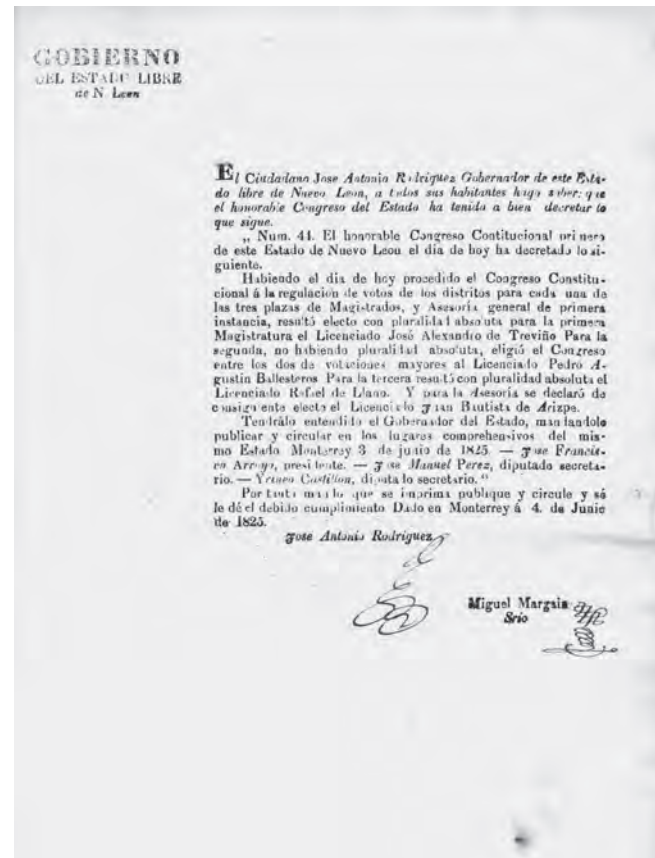 GOBIERNO
DEL ESTADO LIBRE
de N. Leon
El Ciudadano Jose Antonio Rodriguez Gobernador de este Esta-
do libre de Nuevo Leon, a todos sus habitantes hago saber: que
el honorable Congreso del Estado ha tenido a bien decretar lo
que sigue.
„ Num. 41. El honorable Congreso Contitucional primero
de este Estado de Nuevo Leon el dia de hoy ha decretado lo si-
guiente.
Habiendo el dia de hoy procedido el Congreso Constitu-
cional á la regulacion de votos de los distritos para cada una de
las tres plazas de Magistrados, y Asesoria general de primera
instancia, resultó electo con pluralidad absoluta para la primera
Magistratura el Licenciado José Alexandro de Treviño Para la
segunda, no habiendo pluralidad absoluta, eligió el Congreso
entre los dos de votaciones mayores al Licenciado Pedro A-
gustin Ballesteros Para la tercera resultó con pluralidad absoluta el
Licenciado Rafael de Llano. Y para la Asesoria se declaró de
consiguiente electo el Licenciado Juan Bautista de Arizpe.
Tendrálo entendido el Gobernador del Estado, mandandolo
publicar y circular en los lugares comprehensivos del mis-
mo Estado Monterrey 3 de junio de 1825. — Jose Francis-
co Arroyo, presidente. — Jose Manuel Perez, diputado secreta-
rio. — Castillon, diputado secretario. “
Por tanto mando que se imprima publique y circule y se
le dé el debido cumplimiento Dado en Monterrey á 4. de Junio
de 1825.
Jose Antonio Rodriguez
Miguel Margain
Srio